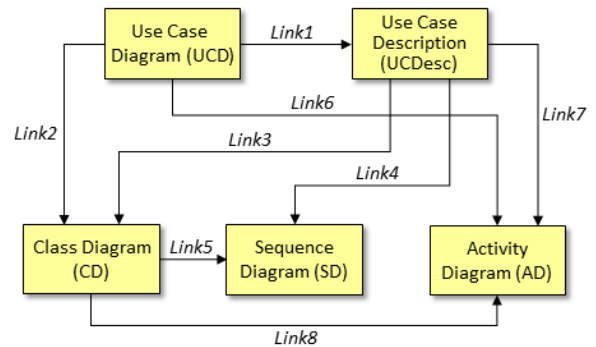 Use Case
Diagram (UCD)
Link1
Use Case
Description
(UCDesc)
Link6
Link7
Link2
Link3
Link4
Class Diagram
(CD)
Link5
Sequence
Diagram (SD)
Activity
Diagram (AD)
Link8